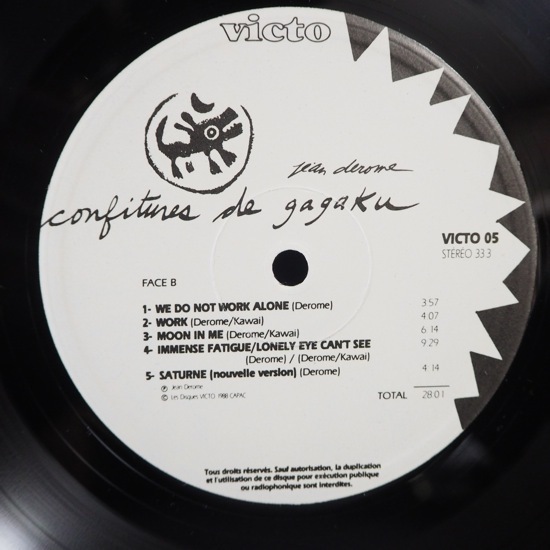 victo
jean derome
confitures de gagaku
VICTO 05
STÉRÉO 33 3
FACE B
1- WE DO NOT WORK ALONE (Derome) 3:57
2- WORK (Derome/Kawai) 4:07
3- MOON IN ME (Derome/Kawai) 6:14
4- IMMENSE FATIGUE/LONELY EYE CAN'T SEE 9:29
(Derome) / (Derome/Kawai)
5- SATURNE (nouvelle version) (Derome) 4:14
Ⓟ Jean Derome
© Les Disques VICTO 1988 CAPAC
TOTAL 28:01
Tous droits réservés. Sauf autorisation, la duplication
et l'utilisation de ce disque pour exécution publique
ou radiophonique sont interdites.